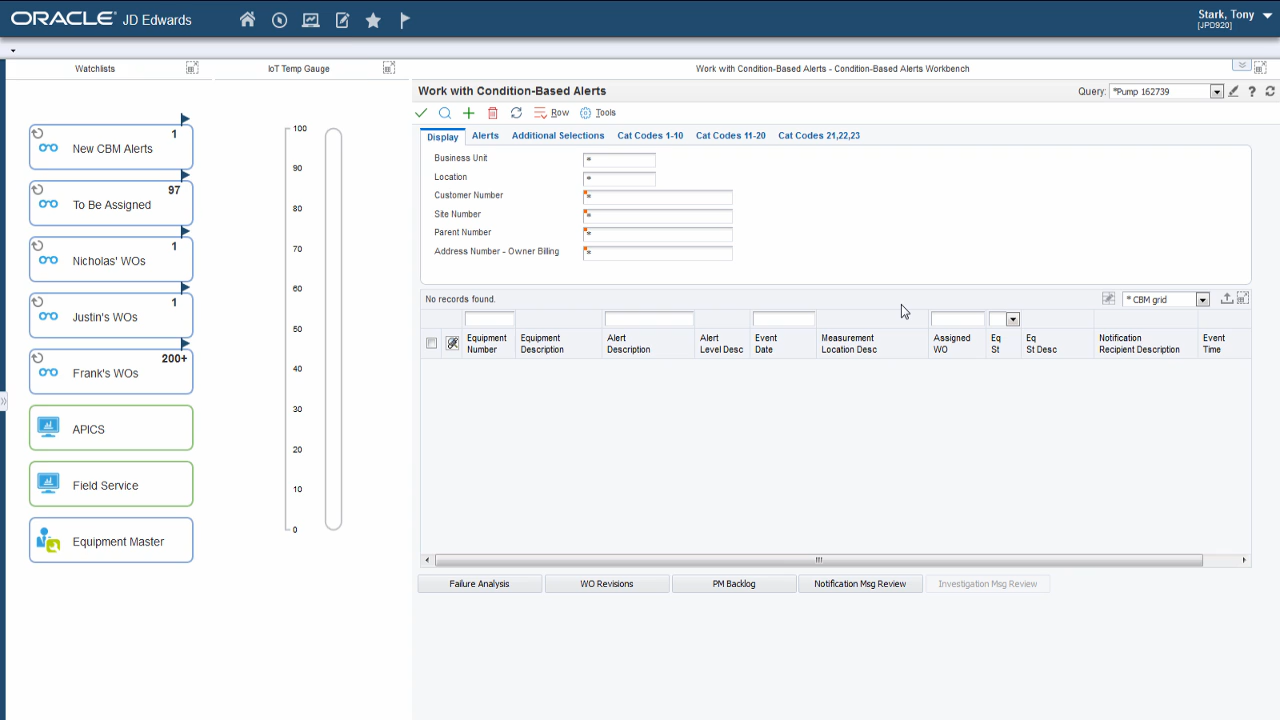 ORACLE JD Edwards
Stark, Tony
[JPD920]
Watchlists
IoT Temp Gauge
Work with Condition-Based Alerts - Condition-Based Alerts Workbench
Work with Condition-Based Alerts
Query: *Pump 162739
Row
Tools
Display
Alerts
Additional Selections
Cat Codes 1-10
Cat Codes 11-20
Cat Codes 21,22,23
Business Unit *
Location *
Customer Number *
Site Number *
Parent Number *
Address Number - Owner Billing *
No records found.
* CBM grid
Equipment Number
Equipment Description
Alert Description
Alert Level Desc
Event Date
Measurement Location Desc
Assigned WO
Eq St
Eq St Desc
Notification Recipient Description
Event Time
Failure Analysis
WO Revisions
PM Backlog
Notification Msg Review
Investigation Msg Review
1
New CBM Alerts
97
To Be Assigned
1
Nicholas' WOs
1
Justin's WOs
200+
Frank's WOs
APICS
Field Service
Equipment Master
100
90
80
70
60
50
40
30
20
10
0